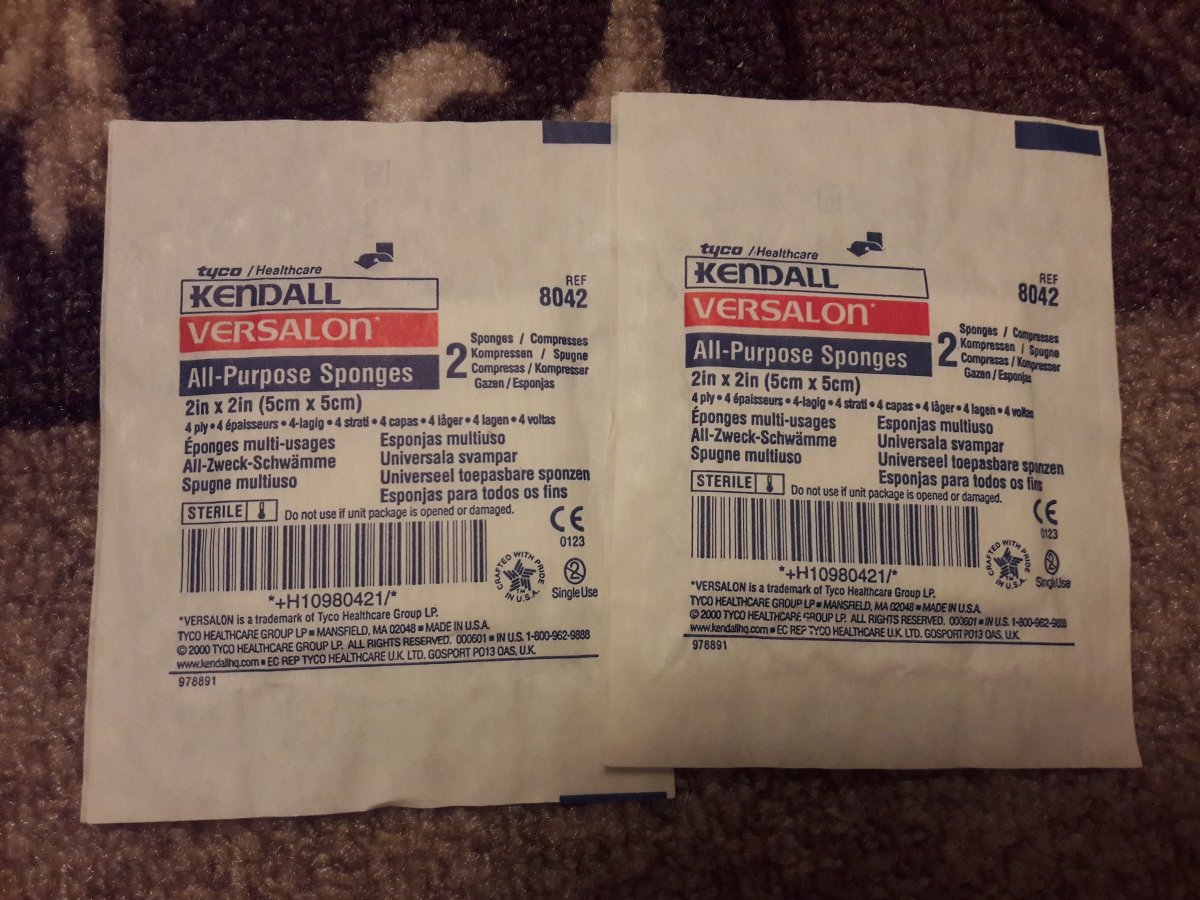 tyco / Healthcare
KENDALL
VERSALON*
All-Purpose Sponges
REF
8042
2 Sponges / Compresses
Kompressen / Spugne
Compresas / Kompresser
Gazen / Esponjas
2in x 2in (5cm x 5cm)
4 ply • 4 épaisseurs • 4-lagig • 4 strati • 4 capas • 4 låger • 4 lagen • 4 voltas
Éponges multi-usages
All-Zweck-Schwämme
Spugne multiuso
Esponjas multiuso
Universala svampar
Universeel toepasbare sponzen
Esponjas para todos os fins
STERILE
Do not use if unit package is opened or damaged.
CE
0123
*+H10980421/*
CRAFTED WITH PRIDE
IN U.S.A.
TM
2
Single Use
*VERSALON is a trademark of Tyco Healthcare Group LP.
TYCO HEALTHCARE GROUP LP ■ MANSFIELD, MA 02048 ■ MADE IN U.S.A.
© 2000 TYCO HEALTHCARE GROUP LP. ALL RIGHTS RESERVED. 000601 ■ IN U.S. 1-800-962-9888
www.kendallhq.com ■ EC REP TYCO HEALTHCARE U.K. LTD. GOSPORT PO13 OAS, U.K.
978891
tyco / Healthcare
KENDALL
VERSALON*
All-Purpose Sponges
REF
8042
2 Sponges / Compresses
Kompressen / Spugne
Compresas / Kompresser
Gazen / Esponjas
2in x 2in (5cm x 5cm)
4 ply • 4 épaisseurs • 4-lagig • 4 strati • 4 capas • 4 låger • 4 lagen • 4 voltas
Éponges multi-usages
All-Zweck-Schwämme
Spugne multiuso
Esponjas multiuso
Universala svampar
Universeel toepasbare sponzen
Esponjas para todos os fins
STERILE
Do not use if unit package is opened or damaged.
CE
0123
*+H10980421/*
CRAFTED WITH PRIDE
IN U.S.A.
TM
2
Single Use
*VERSALON is a trademark of Tyco Healthcare Group LP.
TYCO HEALTHCARE GROUP LP ■ MANSFIELD, MA 02048 ■ MADE IN U.S.A.
© 2000 TYCO HEALTHCARE GROUP LP. ALL RIGHTS RESERVED. 000601 ■ IN U.S. 1-800-962-9888
www.kendallhq.com ■ EC REP TYCO HEALTHCARE U.K. LTD. GOSPORT PO13 OAS, U.K.
978891